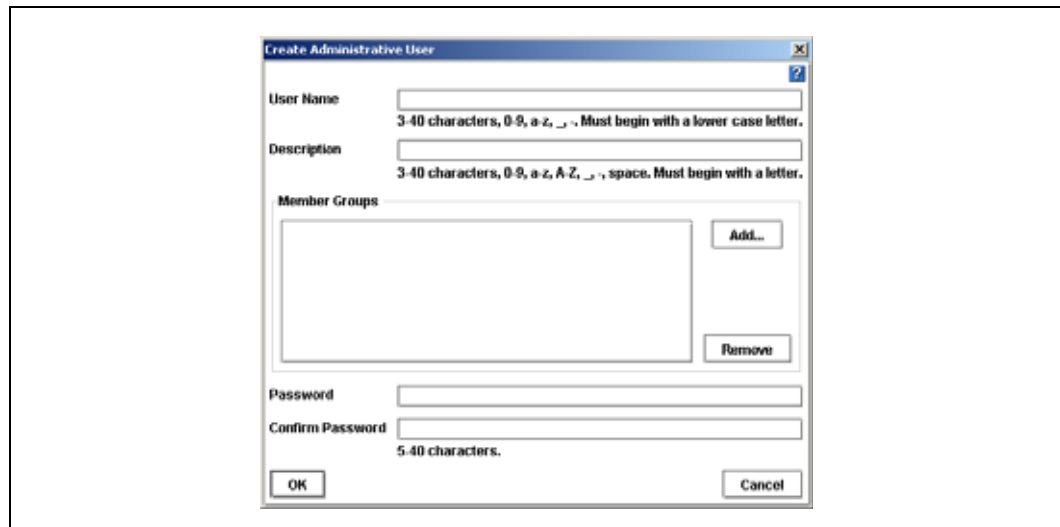 Create Administrative User
?
User Name
3-40 characters, 0-9, a-z, _, -. Must begin with a lower case letter.
Description
3-40 characters, 0-9, a-z, A-Z, _, -, space. Must begin with a letter.
Member Groups
Add...
Remove
Password
Confirm Password
5-40 characters.
OK
Cancel